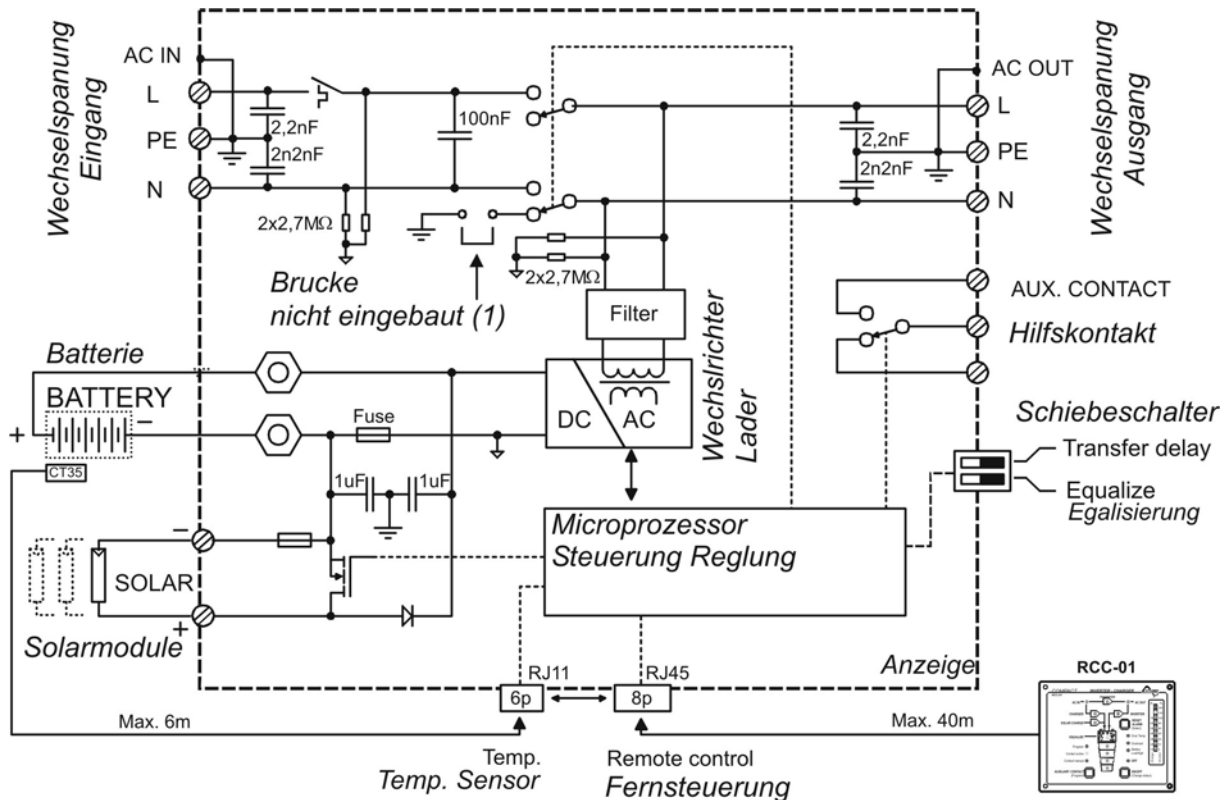 AC IN
L
2,2nF
PE
2n2nF
N
Wechselspanung
Eingang
100nF
2x2,7MΩ
Brucke
nicht eingebaut (1)
2x2,7MΩ
Filter
AC OUT
L
2,2nF
PE
2n2nF
N
Wechselspanung
Ausgang
AUX. CONTACT
Hilfskontakt
Batterie
BATTERY
+
−
CT35
Fuse
1uF
1uF
DC
AC
Wechslrichter
Lader
Schiebeschalter
Transfer delay
Equalize
Egalisierung
Microprozessor
Steuerung Reglung
−
SOLAR
+
Solarmodule
Anzeige
RJ11
6p
RJ45
8p
Max. 6m
Temp.
Temp. Sensor
Remote control
Fernsteuerung
Max. 40m
RCC-01